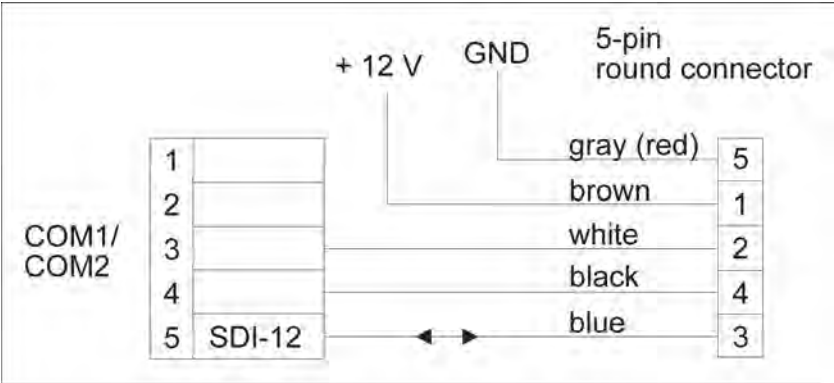 5-pin
round connector
+ 12 V
GND
gray (red)
5
1
brown
1
2
COM1/
COM2
3
white
2
4
black
4
5
SDI-12
blue
3